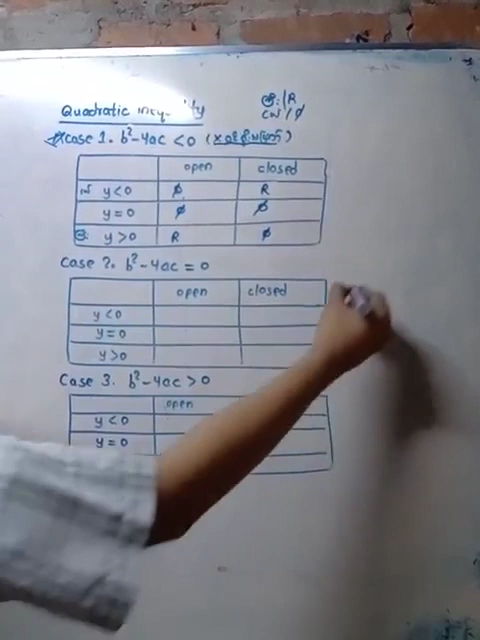 Quadratic
R
/ ∅
Case 1. b²-4ac < 0 (
open closed
y<0 ∅ R
y=0 ∅ ∅
y>0 R ∅
Case 2. b²-4ac = 0
open closed
y<0
y=0
y>0
Case 3. b²-4ac > 0
open
y<0
y=0